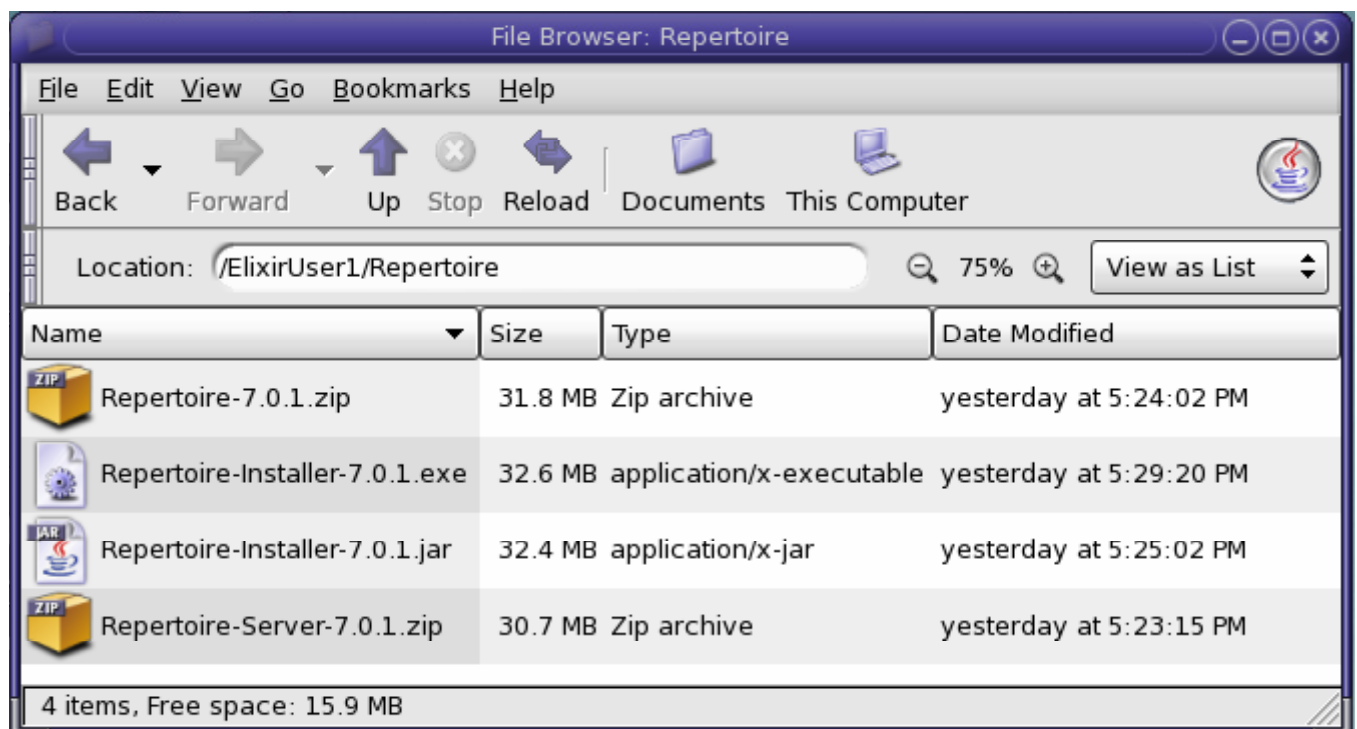 File Browser: Repertoire
File Edit View Go Bookmarks Help
Back Forward Up Stop Reload Documents This Computer
Location: /ElixirUser1/Repertoire 75% View as List
Name Size Type Date Modified
ZIP Repertoire-7.0.1.zip 31.8 MB Zip archive yesterday at 5:24:02 PM
Repertoire-Installer-7.0.1.exe 32.6 MB application/x-executable yesterday at 5:29:20 PM
JAR Repertoire-Installer-7.0.1.jar 32.4 MB application/x-jar yesterday at 5:25:02 PM
ZIP Repertoire-Server-7.0.1.zip 30.7 MB Zip archive yesterday at 5:23:15 PM
4 items, Free space: 15.9 MB